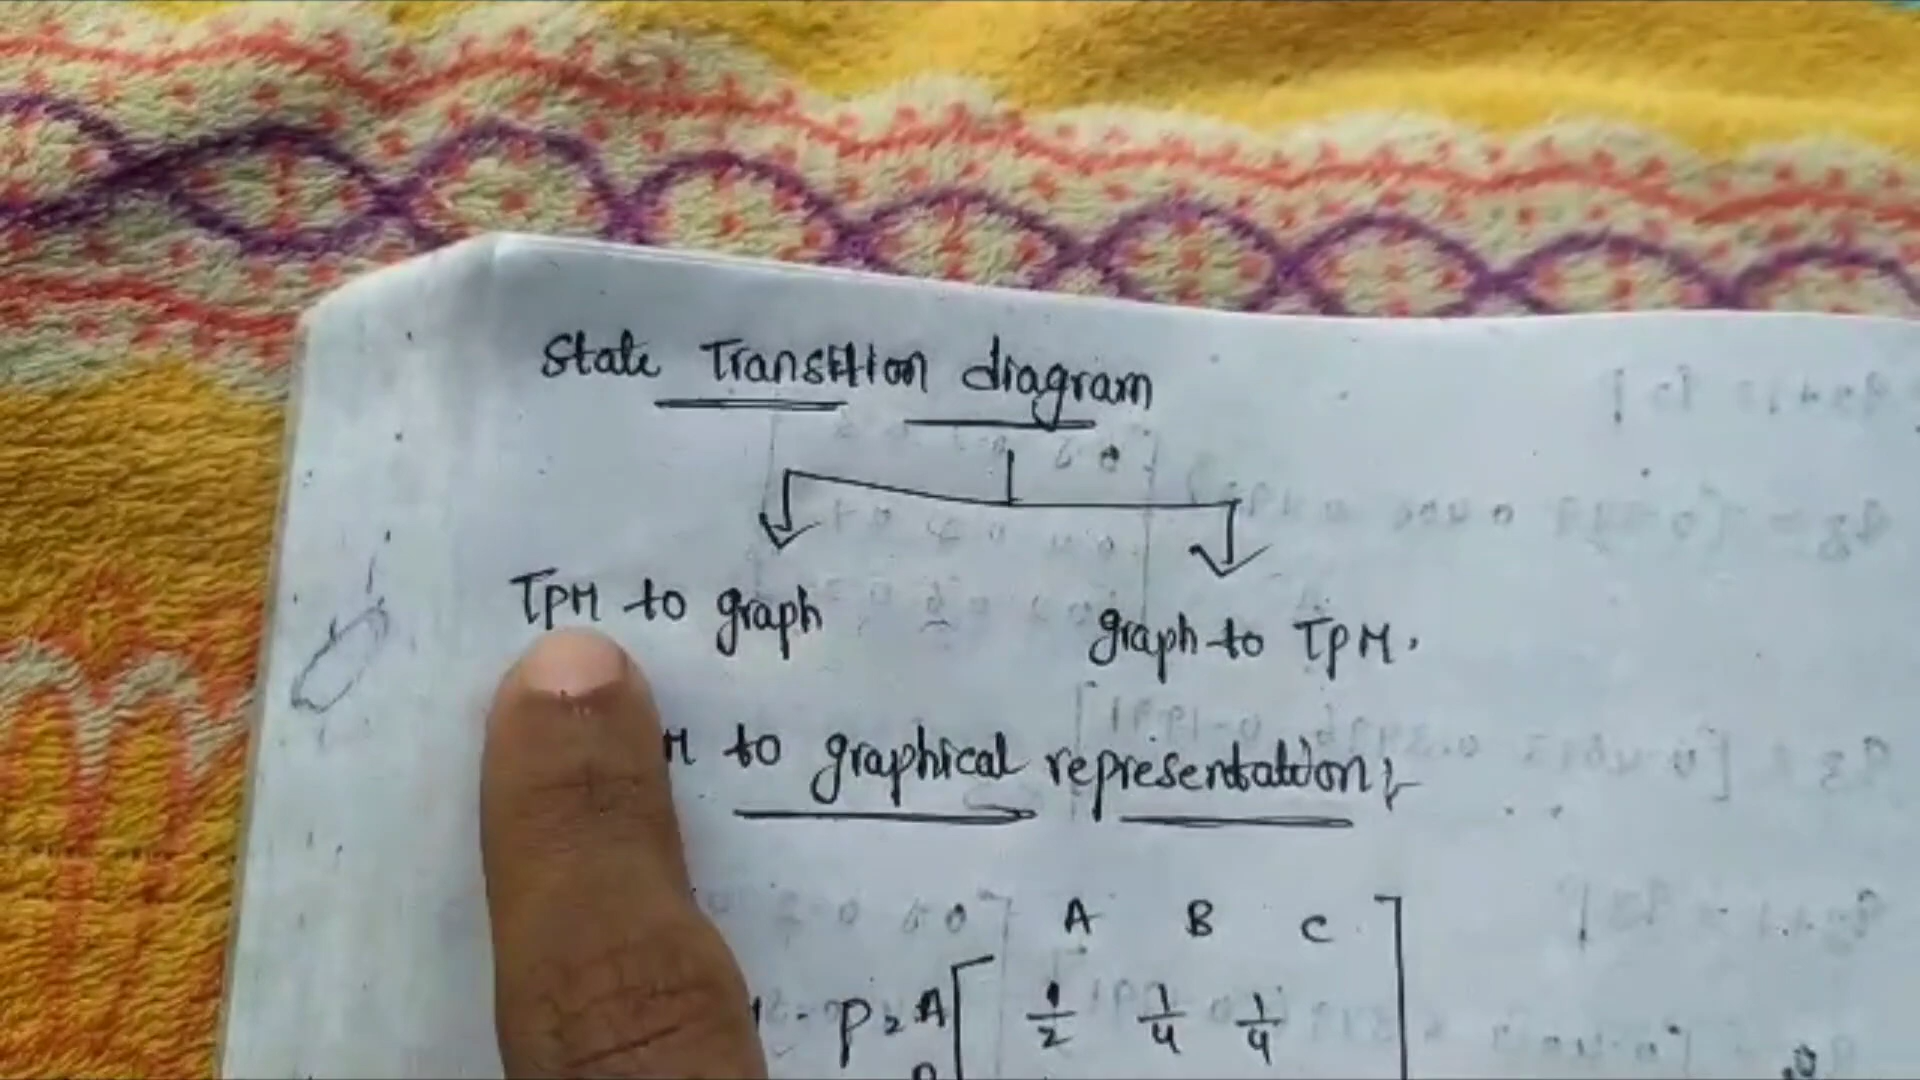 State Transition diagram
TPM to graph
graph to TPM.
to graphical representation:
A B C
P = A [ 1/2 1/4 1/4